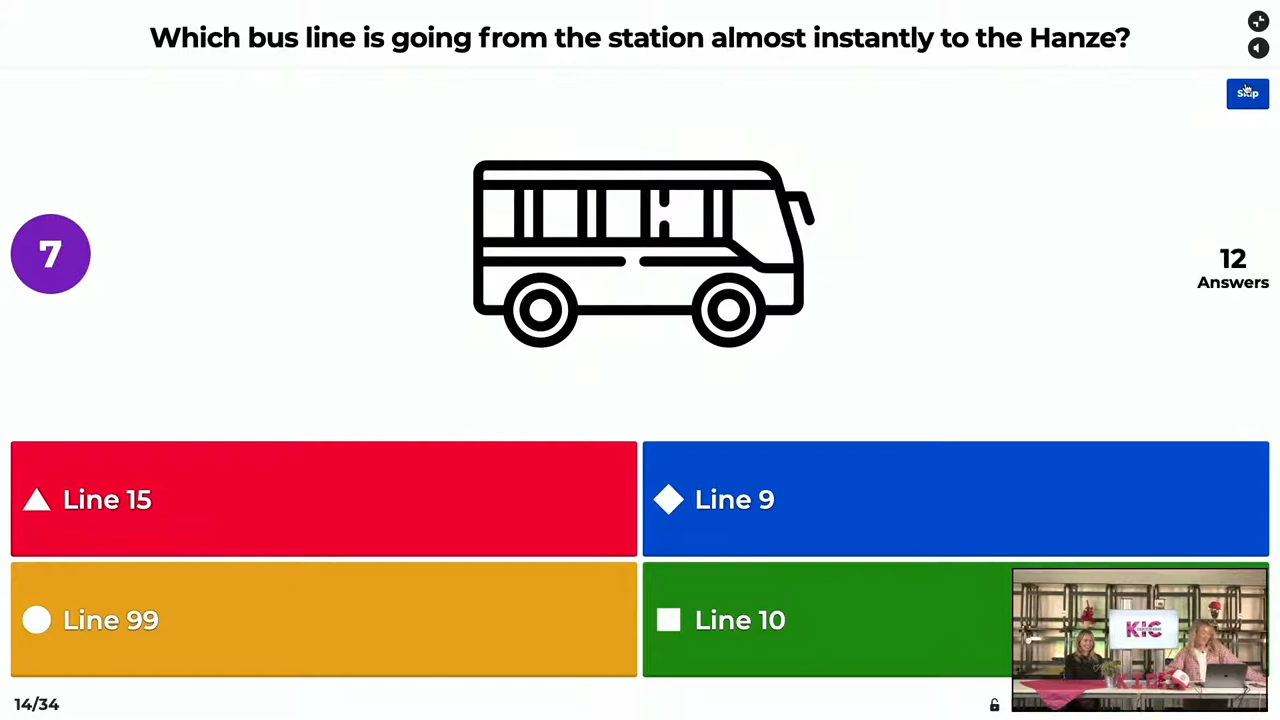 Which bus line is going from the station almost instantly to the Hanze?
Skip
7
12
Answers
Line 15
Line 9
Line 99
Line 10
KIC
14/34